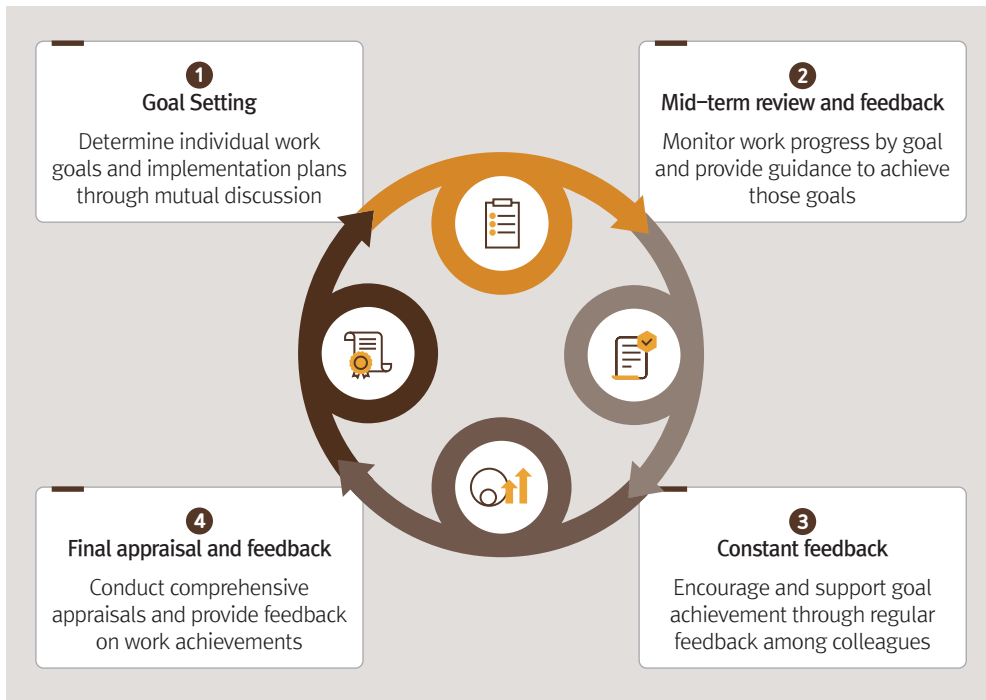 1
Goal Setting
Determine individual work
goals and implementation plans
through mutual discussion
2
Mid-term review and feedback
Monitor work progress by goal
and provide guidance to achieve
those goals
3
Constant feedback
Encourage and support goal
achievement through regular
feedback among colleagues
4
Final appraisal and feedback
Conduct comprehensive
appraisals and provide feedback
on work achievements